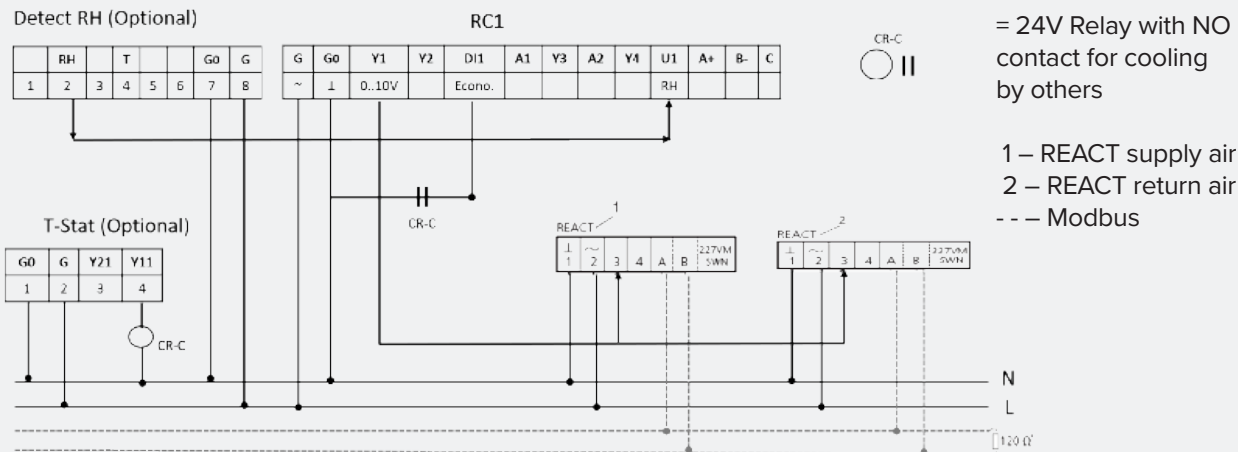 Detect RH (Optional)
RH T G0 G
1 2 3 4 5 6 7 8
RC1
G G0 Y1 Y2 DI1 A1 Y3 A2 Y4 U1 A+ B- C
~ ⊥ 0..10V Econo. RH
CR-C
= 24V Relay with NO
contact for cooling
by others
1 – REACT supply air
2 – REACT return air
- - – Modbus
CR-C
T-Stat (Optional)
G0 G Y21 Y11
1 2 3 4
CR-C
1
REACT
⊥ ~ 227VM
1 2 3 4 A B SWN
2
REACT
⊥ ~ 227VM
1 2 3 4 A B SWN
N
L
120 Ω